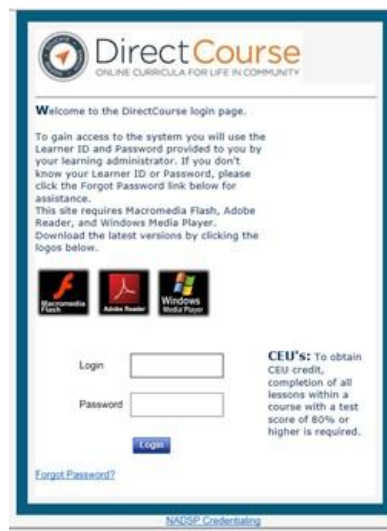 DirectCourse
ONLINE CURRICULA FOR LIFE IN COMMUNITY
Welcome to the DirectCourse login page.
To gain access to the system you will use the
Learner ID and Password provided to you by
your learning administrator. If you don't
know your Learner ID or Password, please
click the Forgot Password link below for
assistance.
This site requires Macromedia Flash, Adobe
Reader, and Windows Media Player.
Download the latest versions by clicking the
logos below.
Macromedia
Flash
Adobe Reader
Windows
Media Player
Login
Password
Login
Forgot Password?
CEU's: To obtain
CEU credit,
completion of all
lessons within a
course with a test
score of 80% or
higher is required.
NADSP Credentialing